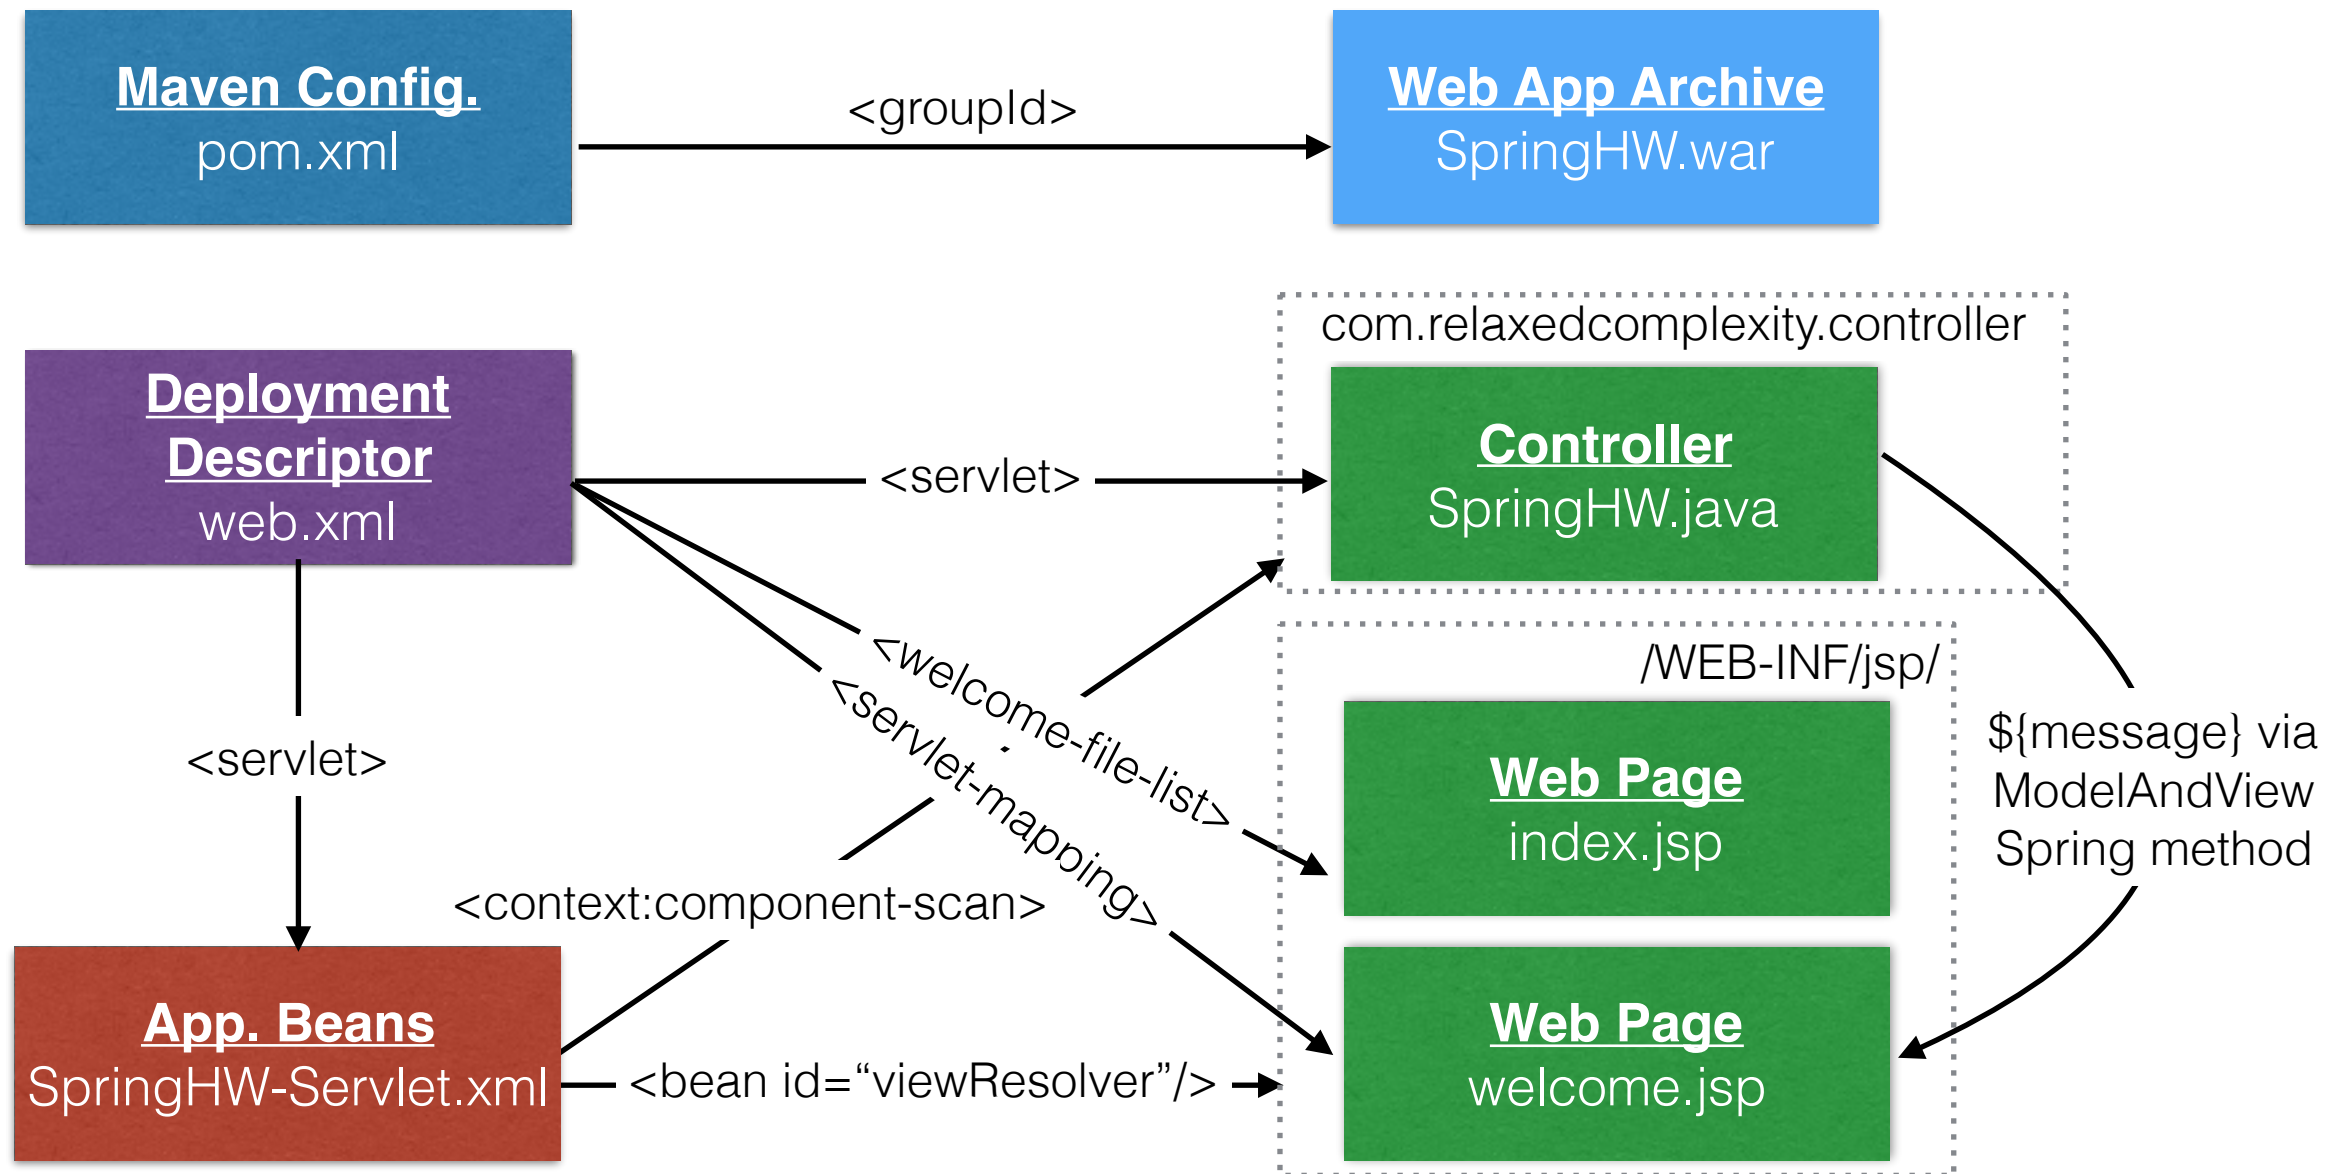 Maven Config.
pom.xml
<groupId>
Web App Archive
SpringHW.war
com.relaxedcomplexity.controller
Deployment
Descriptor
web.xml
<servlet>
Controller
SpringHW.java
/WEB-INF/jsp/
<welcome-file-list>
<servlet-mapping>
<servlet>
Web Page
index.jsp
${message} via
ModelAndView
Spring method
<context:component-scan>
App. Beans
SpringHW-Servlet.xml
<bean id=“viewResolver”/>
Web Page
welcome.jsp